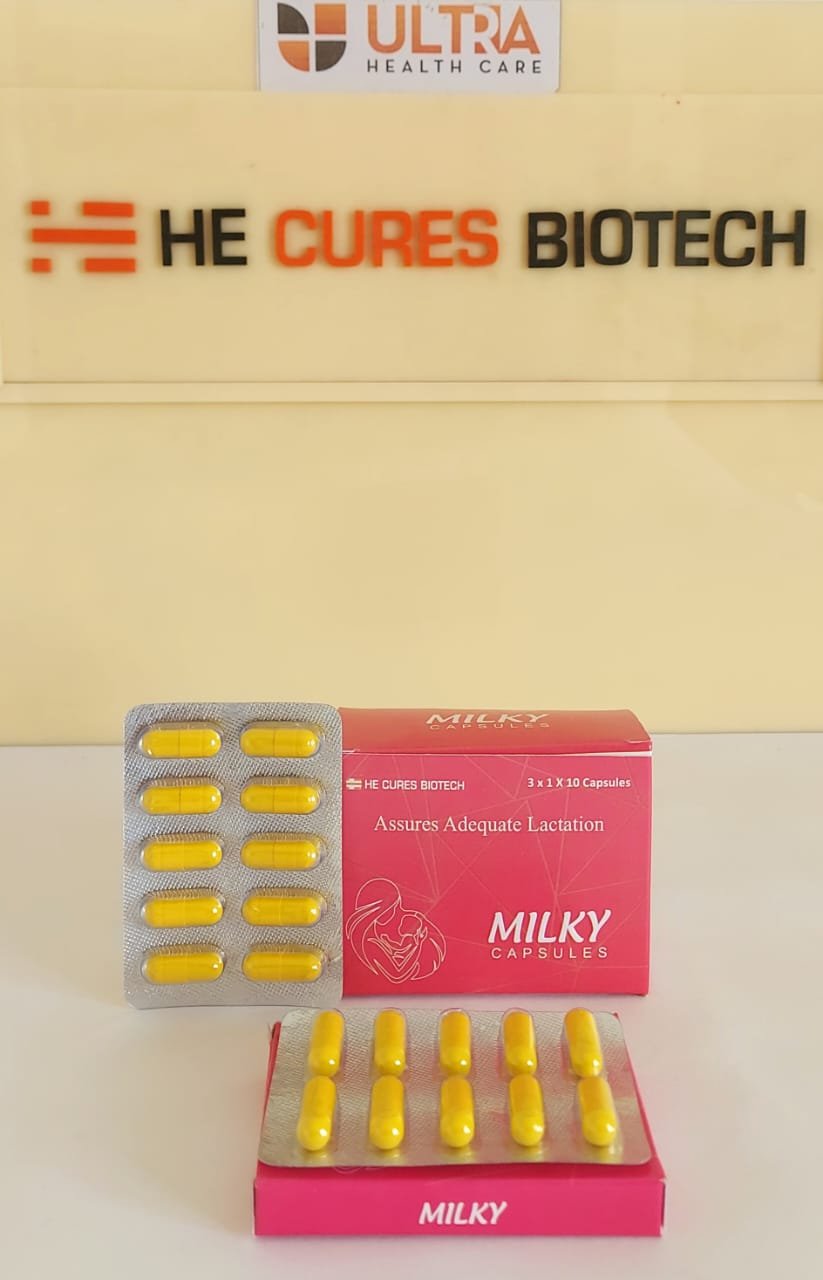 ULTRA
HEALTH CARE
HE CURES BIOTECH
MILKY
CAPSULES
HE CURES BIOTECH
3 x 1 X 10 Capsules
Assures Adequate Lactation
MILKY
CAPSULES
MILKY